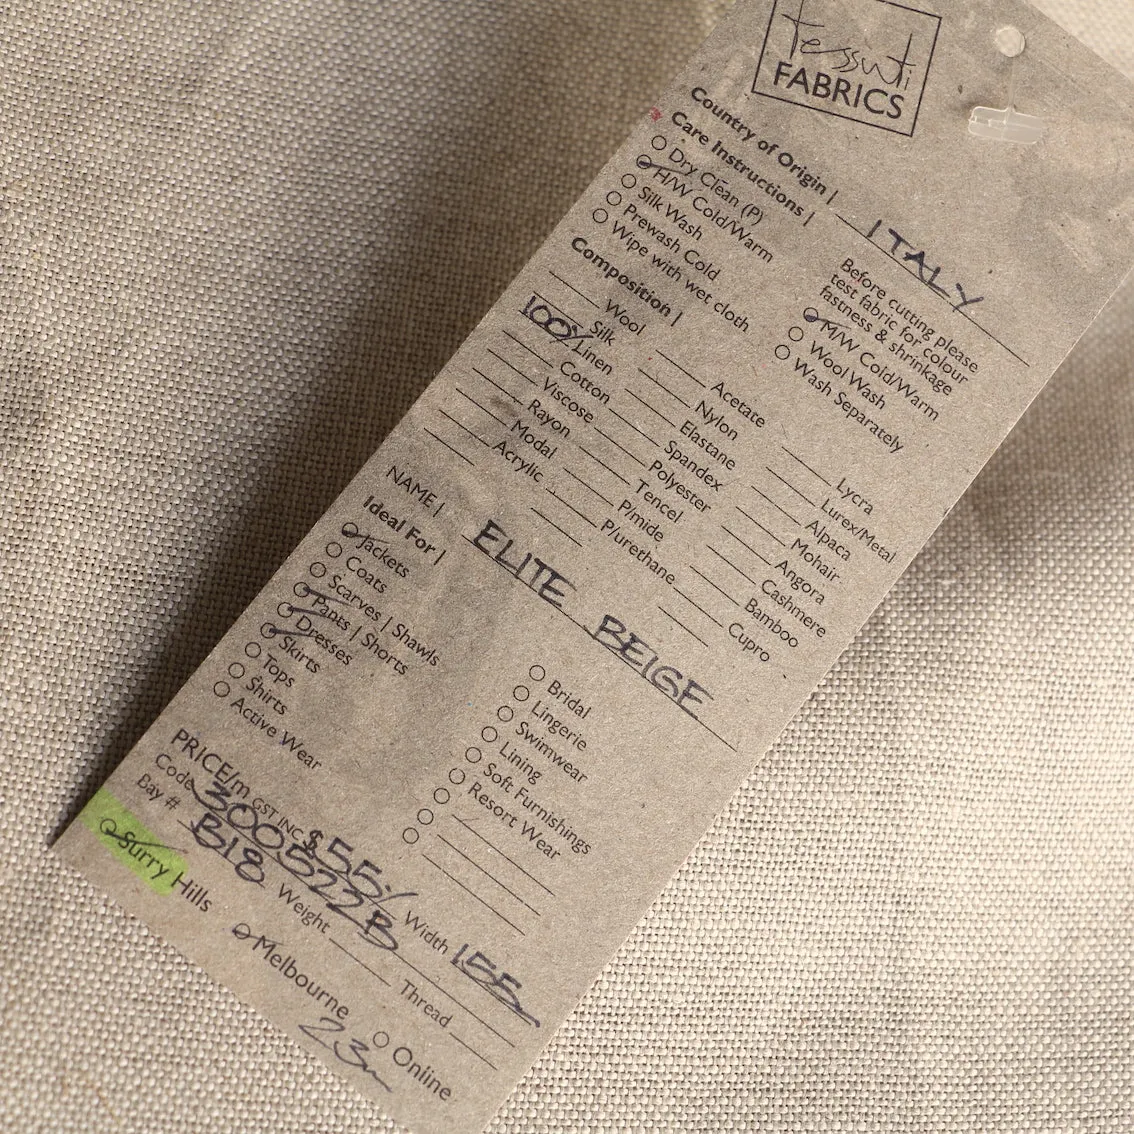 tessuti
FABRICS
Country of Origin | ITALY
Care Instructions |
Dry Clean (P)
H/W Cold/Warm
Silk Wash
Prewash Cold
Wipe with wet cloth
Before cutting please
test fabric for colour
fastness & shrinkage
M/W Cold/Warm
Wool Wash
Wash Separately
Composition |
Wool
Silk
100% Linen
Cotton
Viscose
Rayon
Modal
Acrylic
Acetate
Nylon
Elastane
Spandex
Polyester
Tencel
P/mide
P/urethane
Lycra
Lurex/Metal
Alpaca
Mohair
Angora
Cashmere
Bamboo
Cupro
NAME | ELITE BEIGE
Ideal For |
Jackets
Coats
Scarves | Shawls
Pants | Shorts
Dresses
Skirts
Tops
Shirts
Active Wear
Bridal
Lingerie
Swimwear
Lining
Soft Furnishings
Resort Wear
PRICE/m GST INC. $55% Width 155
Code 300522B
Bay # B18 Weight Thread
Surry Hills Melbourne Online
23m